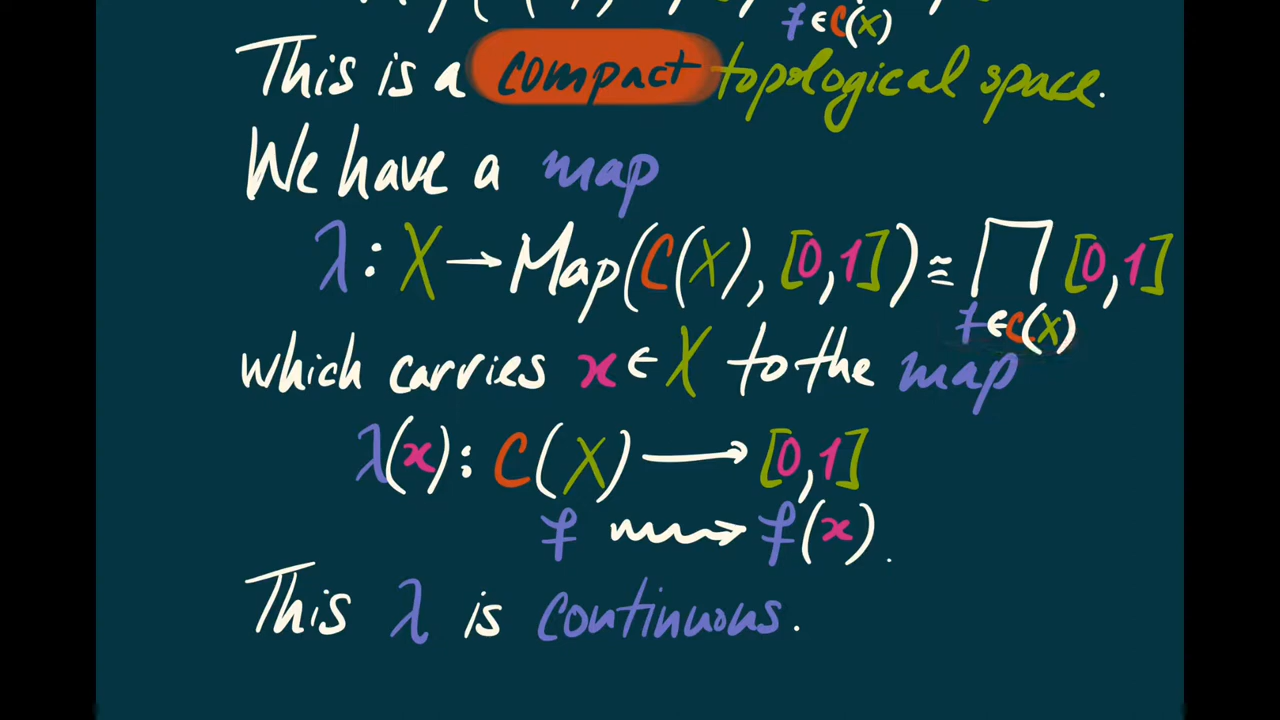 f∈C(X)
This is a compact topological space.
We have a map
λ : X → Map(C(X), [0,1]) ≅ ∏ [0,1]
f∈C(X)
which carries x ∈ X to the map
λ(x) : C(X) → [0,1]
f ⇝ f(x).
This λ is continuous.